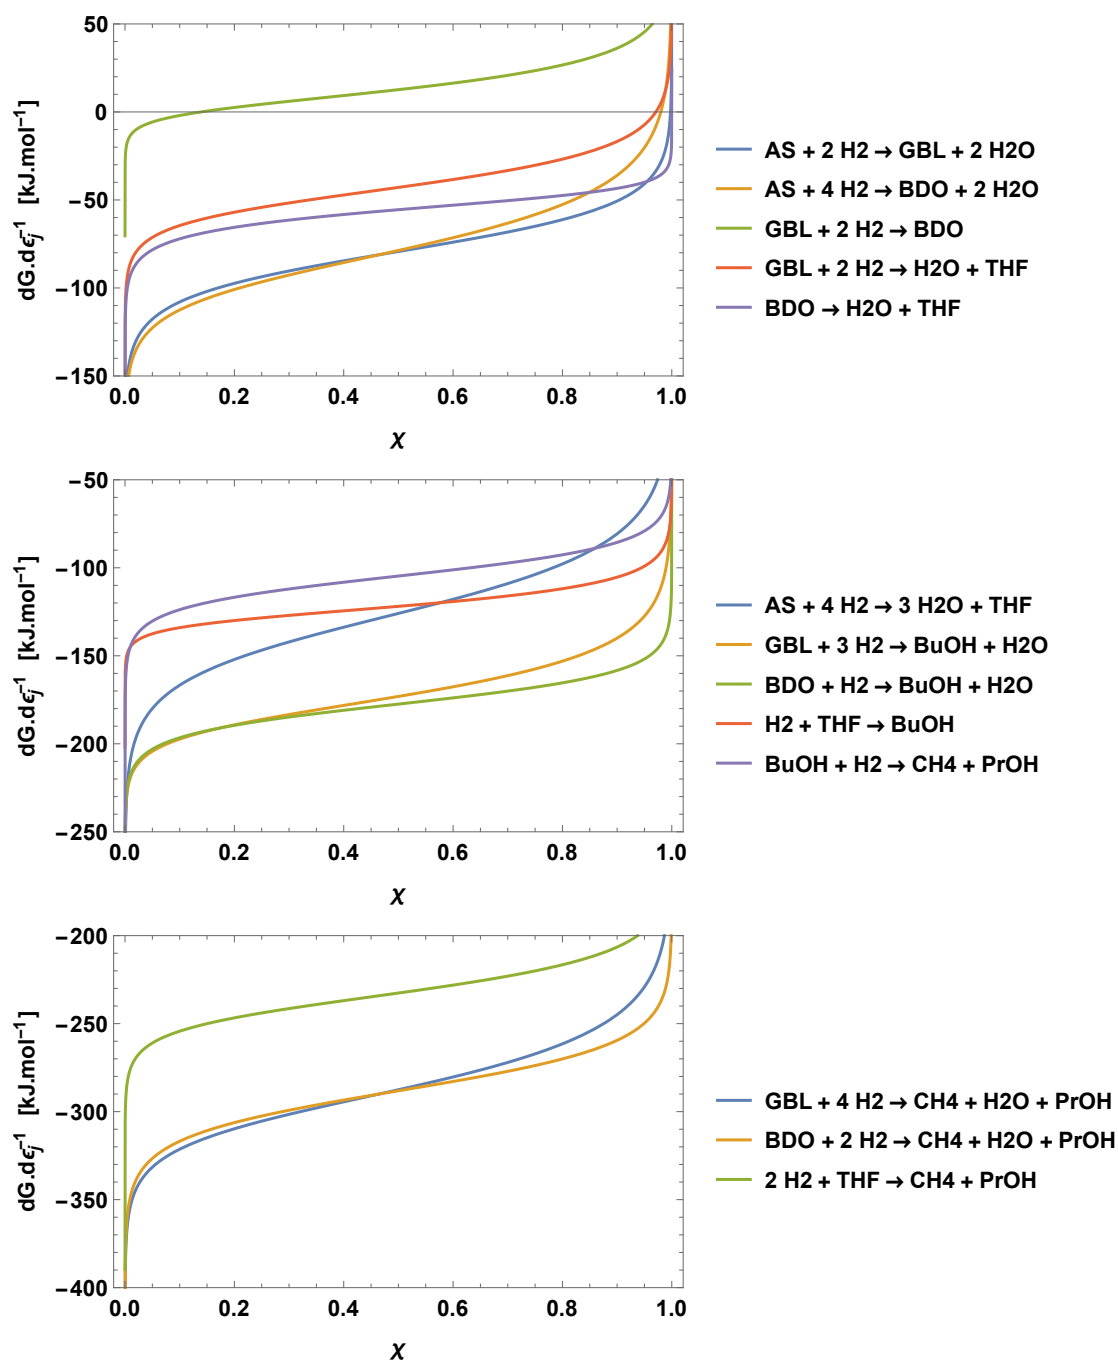 50
0
−50
−100
−150
dG.dϵj⁻¹ [kJ.mol⁻¹]
0.0 0.2 0.4 0.6 0.8 1.0
χ
AS + 2 H2 → GBL + 2 H2O
AS + 4 H2 → BDO + 2 H2O
GBL + 2 H2 → BDO
GBL + 2 H2 → H2O + THF
BDO → H2O + THF
−50
−100
−150
−200
−250
dG.dϵj⁻¹ [kJ.mol⁻¹]
0.0 0.2 0.4 0.6 0.8 1.0
χ
AS + 4 H2 → 3 H2O + THF
GBL + 3 H2 → BuOH + H2O
BDO + H2 → BuOH + H2O
H2 + THF → BuOH
BuOH + H2 → CH4 + PrOH
−200
−250
−300
−350
−400
dG.dϵj⁻¹ [kJ.mol⁻¹]
0.0 0.2 0.4 0.6 0.8 1.0
χ
GBL + 4 H2 → CH4 + H2O + PrOH
BDO + 2 H2 → CH4 + H2O + PrOH
2 H2 + THF → CH4 + PrOH